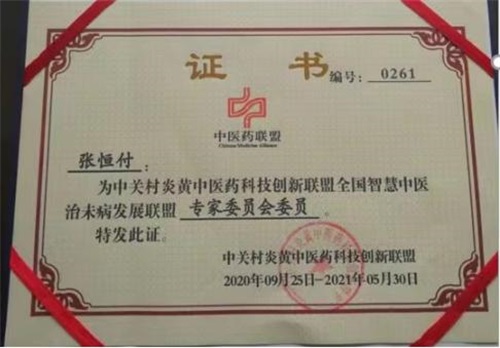 证书
编号：0261
中医药联盟
Chinese Medicine Alliance
张恒付：
为中关村炎黄中医药科技创新联盟全国智慧中医
治未病发展联盟 专家委员会委员 。
特发此证。
中关村炎黄中医药科技创新联盟
2020年09月25日-2021年05月30日